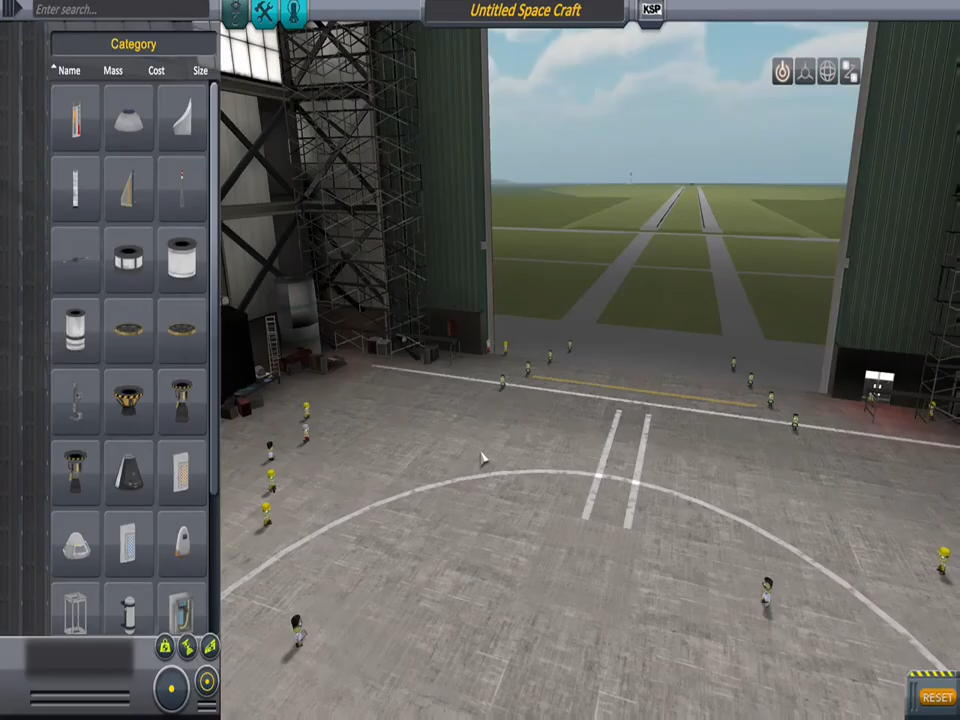 Enter search...
Untitled Space Craft
KSP
Category
Name Mass Cost Size
RESET